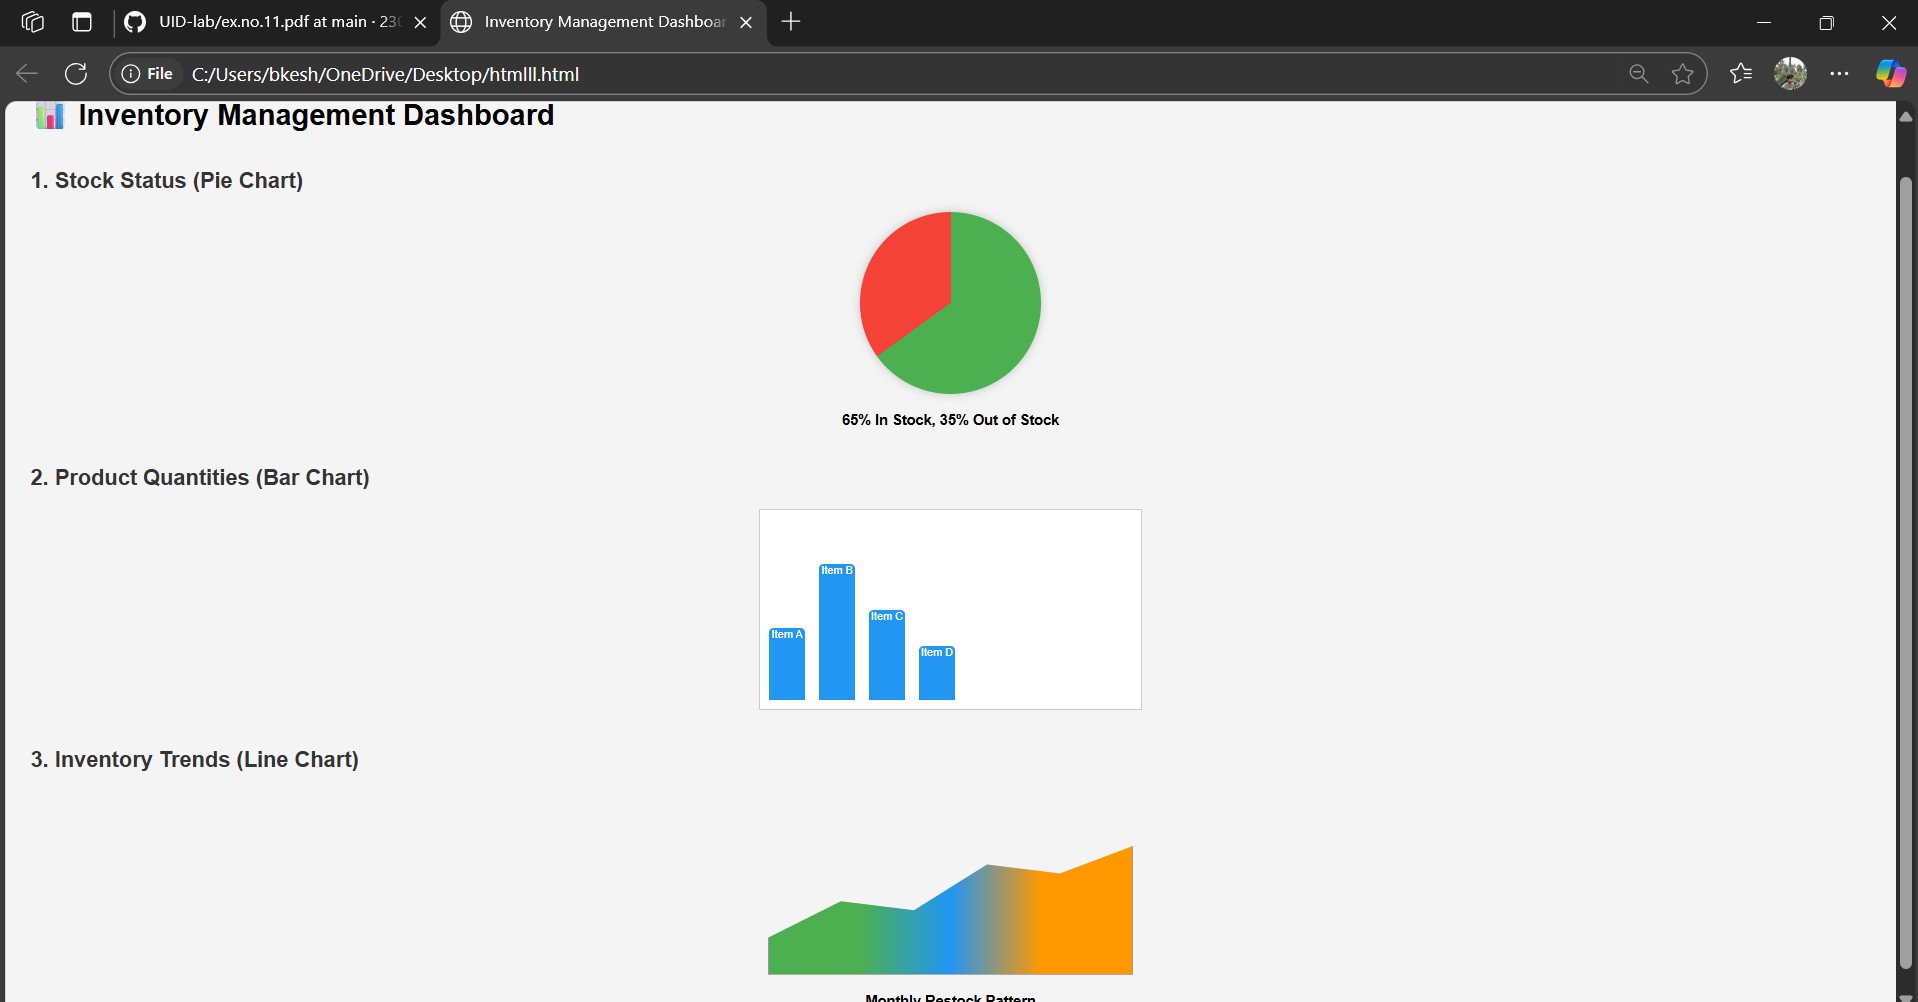 UID-lab/ex.no.11.pdf at main · 230
Inventory Management Dashboar
File C:/Users/bkesh/OneDrive/Desktop/htmlll.html
Inventory Management Dashboard
1. Stock Status (Pie Chart)
65% In Stock, 35% Out of Stock
2. Product Quantities (Bar Chart)
Item A
Item B
Item C
Item D
3. Inventory Trends (Line Chart)
Monthly Restock Pattern